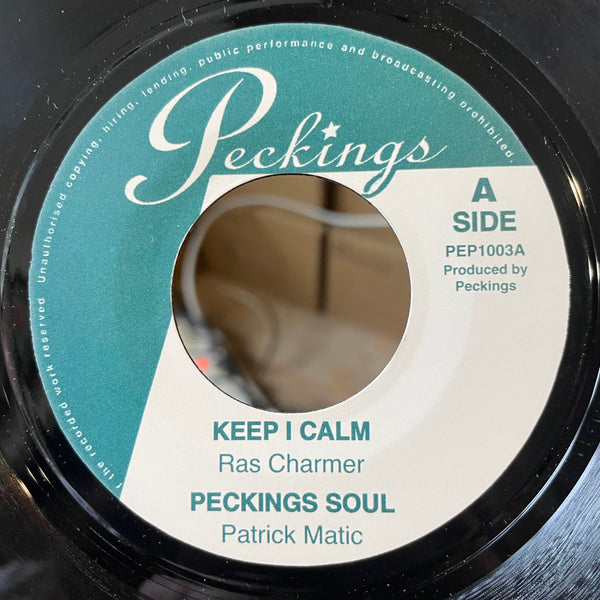 f the recorded work reserved. Unauthorised copying, hiring, lending, public performance and broadcasting prohibited.
Peckings
A
SIDE
PEP1003A
Produced by
Peckings
KEEP I CALM
Ras Charmer
PECKINGS SOUL
Patrick Matic